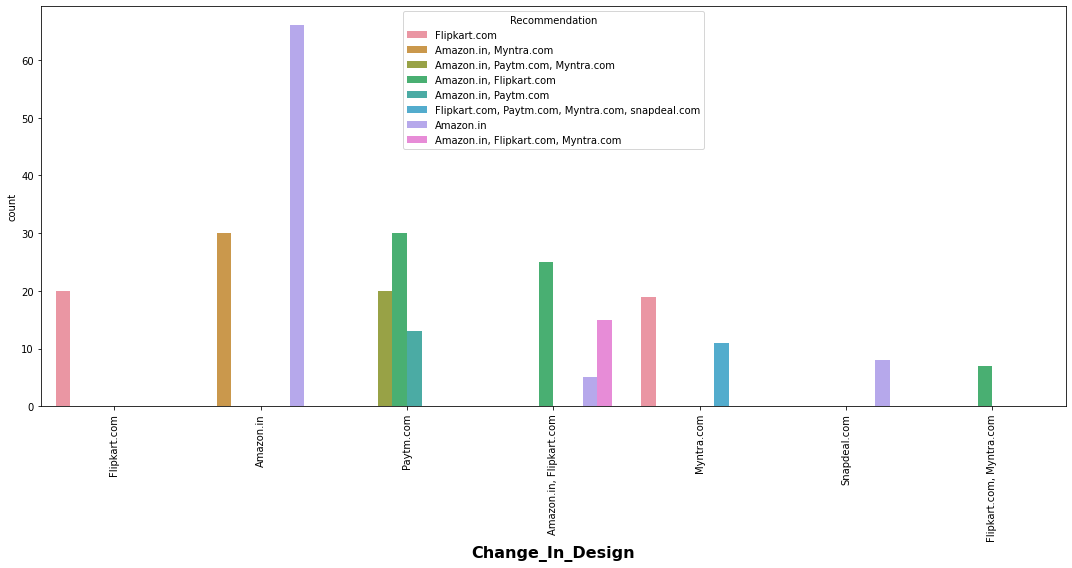 Recommendation
Flipkart.com
Amazon.in, Myntra.com
Amazon.in, Paytm.com, Myntra.com
Amazon.in, Flipkart.com
Amazon.in, Paytm.com
Flipkart.com, Paytm.com, Myntra.com, snapdeal.com
Amazon.in
Amazon.in, Flipkart.com, Myntra.com
count
60
50
40
30
20
10
0
Flipkart.com
Amazon.in
Paytm.com
Amazon.in, Flipkart.com
Myntra.com
Snapdeal.com
Flipkart.com, Myntra.com
Change_In_Design